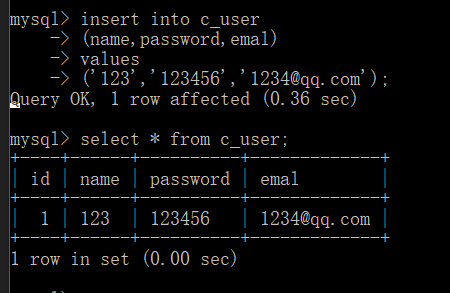 mysql> insert into c_user
-> (name,password,emal)
-> values
-> ('123','123456','1234@qq.com');
Query OK, 1 row affected (0.36 sec)
mysql> select * from c_user;
+----+------+----------+-------------+
| id | name | password | emal        |
+----+------+----------+-------------+
|  1 | 123  | 123456   | 1234@qq.com |
+----+------+----------+-------------+
1 row in set (0.00 sec)